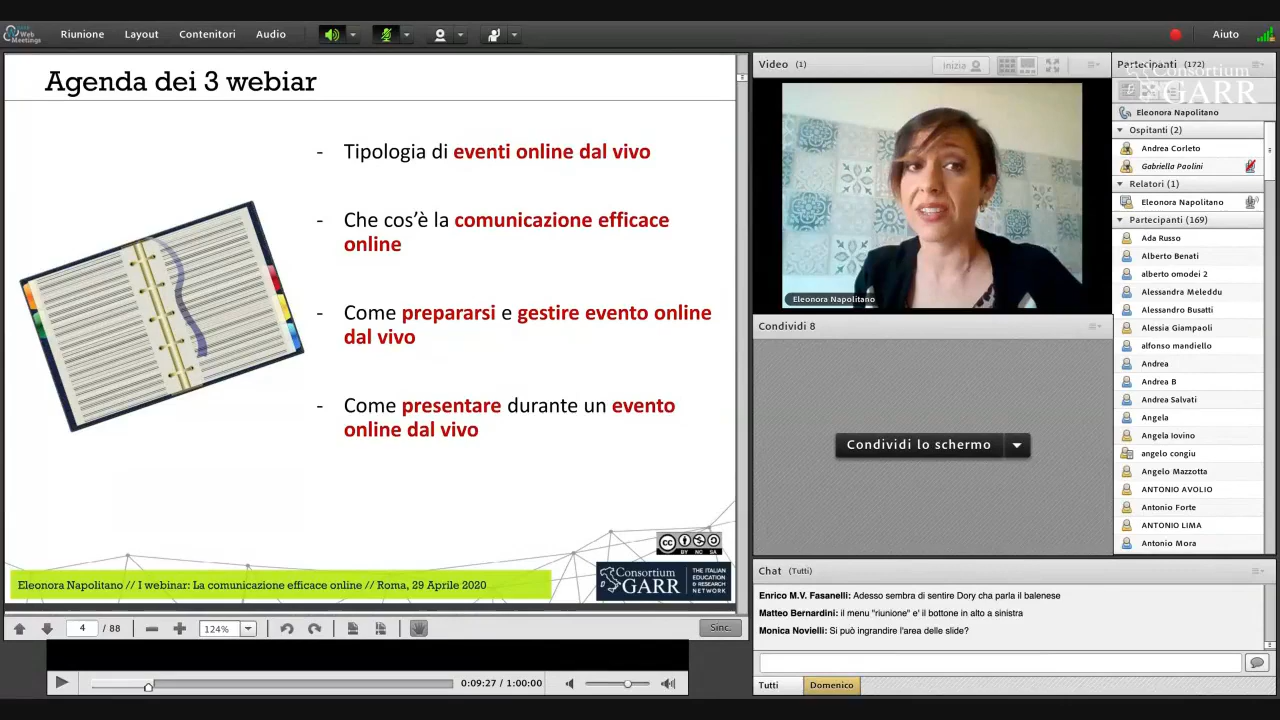 Web
Meetings
Riunione
Layout
Contenitori
Audio
Aiuto
Agenda dei 3 webiar
- Tipologia di eventi online dal vivo
- Che cos’è la comunicazione efficace
online
- Come prepararsi e gestire evento online
dal vivo
- Come presentare durante un evento
online dal vivo
CC BY NC SA
Eleonora Napolitano // I webinar: La comunicazione efficace online // Roma, 29 Aprile 2020
Consortium
GARR
THE ITALIAN
EDUCATION
& RESEARCH
NETWORK
4 / 88
124%
Sinc.
0:09:27 / 1:00:00
Video (1)
inizia
Eleonora Napolitano
Condividi 8
Condividi lo schermo
Partecipanti (172)
Consortium
GARR
Eleonora Napolitano
Ospitanti (2)
Andrea Corleto
Gabriella Paolini
Relatori (1)
Eleonora Napolitano
Partecipanti (169)
Ada Russo
Alberto Benati
alberto omodei 2
Alessandra Meleddu
Alessandro Busatti
Alessia Giampaoli
alfonso mandiello
Andrea
Andrea B
Andrea Salvati
Angela
Angela Iovino
angelo congiu
Angelo Mazzotta
ANTONIO AVOLIO
Antonio Forte
ANTONIO LIMA
Antonio Mora
Chat (Tutti)
Enrico M.V. Fasanelli: Adesso sembra di sentire Dory cha parla il balenese
Matteo Bernardini: il menu "riunione" e' il bottone in alto a sinistra
Monica Novielli: Si può ingrandire l'area delle slide?
Tutti
Domenico